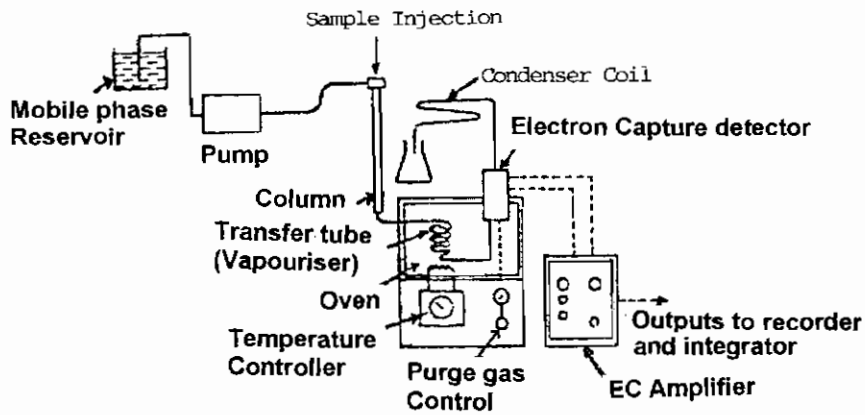 Sample Injection
Condenser Coil
Mobile phase
Reservoir
Electron Capture detector
Pump
Column
Transfer tube
(Vapouriser)
Oven
Temperature
Controller
Purge gas
Control
Outputs to recorder
and integrator
EC Amplifier